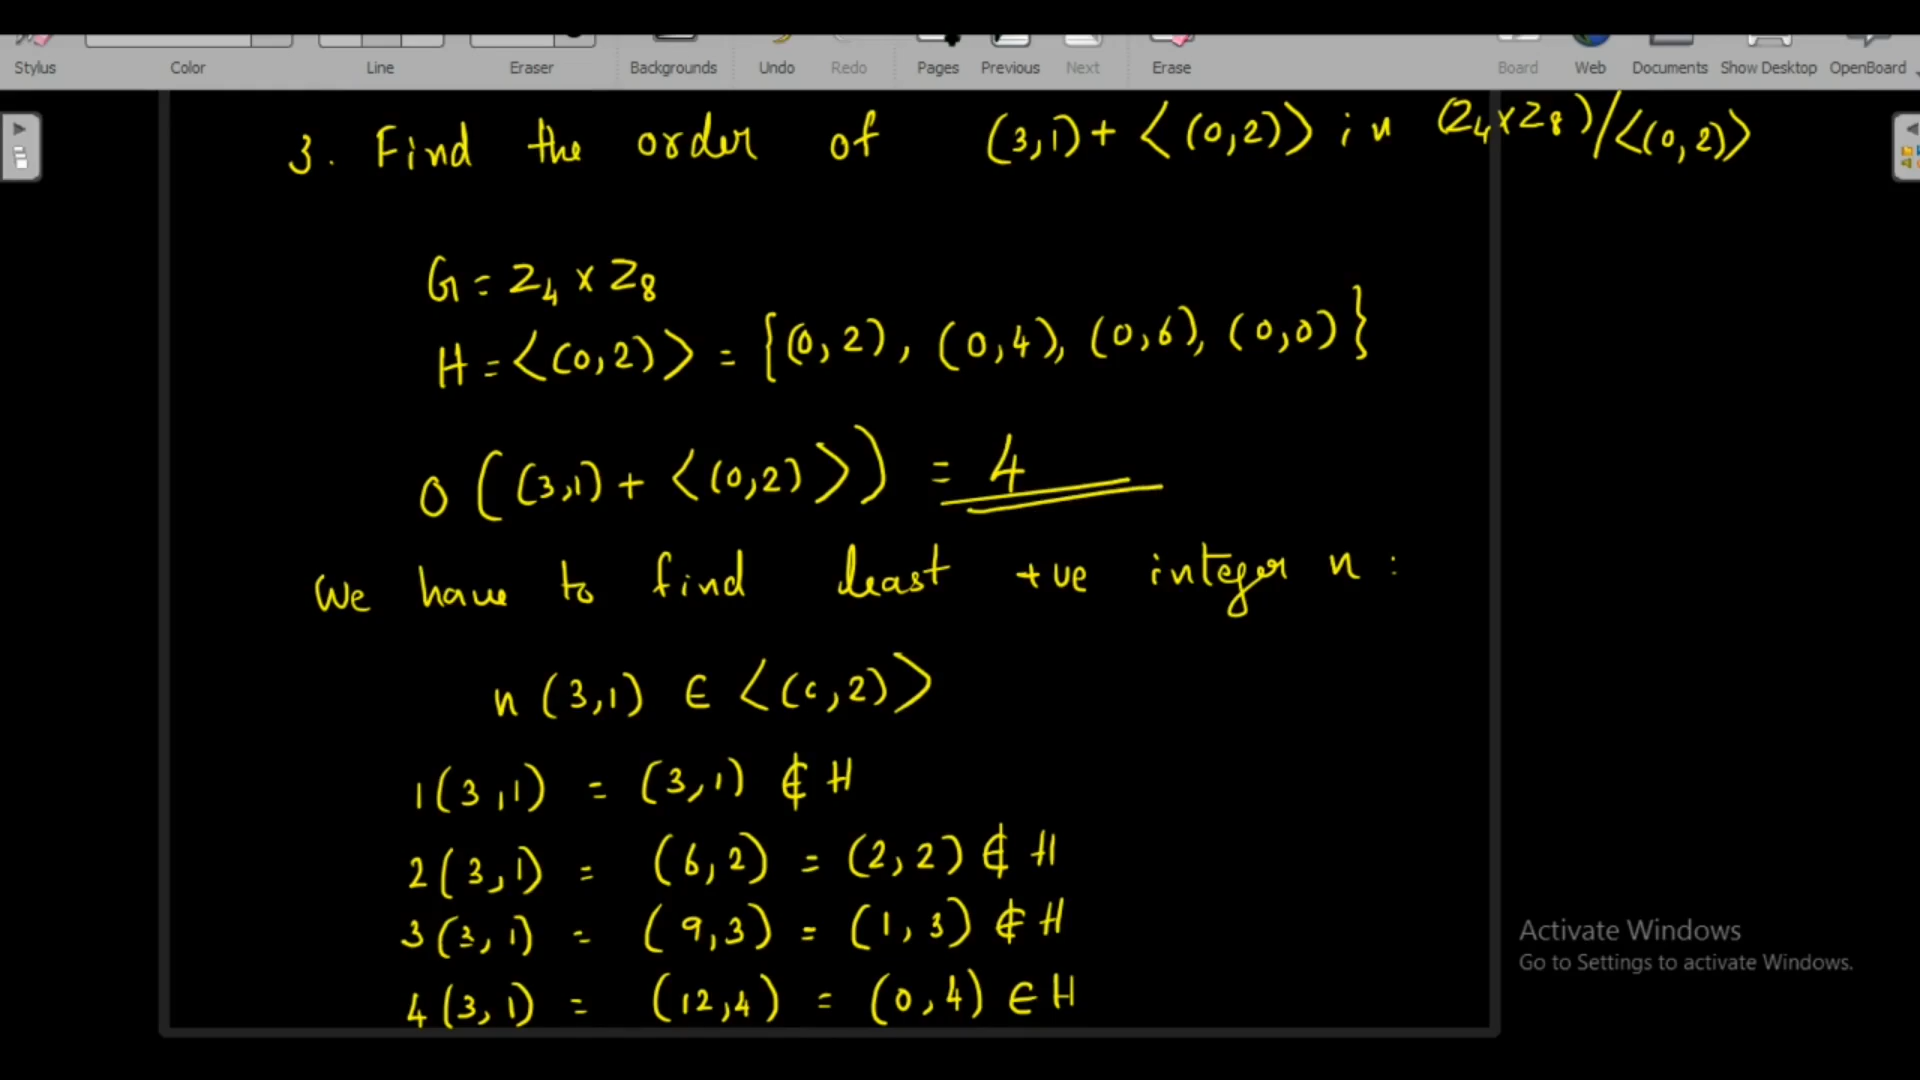 Stylus Color Line Eraser Backgrounds Undo Redo Pages Previous Next Erase Board Web Documents Show Desktop OpenBoard
3. Find the order of (3,1)+⟨(0,2)⟩ in (Z₄×Z₈)/⟨(0,2)⟩
G = Z₄ × Z₈
H = ⟨(0,2)⟩ = {(0,2), (0,4), (0,6), (0,0)}
O((3,1)+⟨(0,2)⟩) = 4
We have to find least +ve integer n :
n(3,1) ∈ ⟨(0,2)⟩
1(3,1) = (3,1) ∉ H
2(3,1) = (6,2) = (2,2) ∉ H
3(3,1) = (9,3) = (1,3) ∉ H
4(3,1) = (12,4) = (0,4) ∈ H
Activate Windows
Go to Settings to activate Windows.